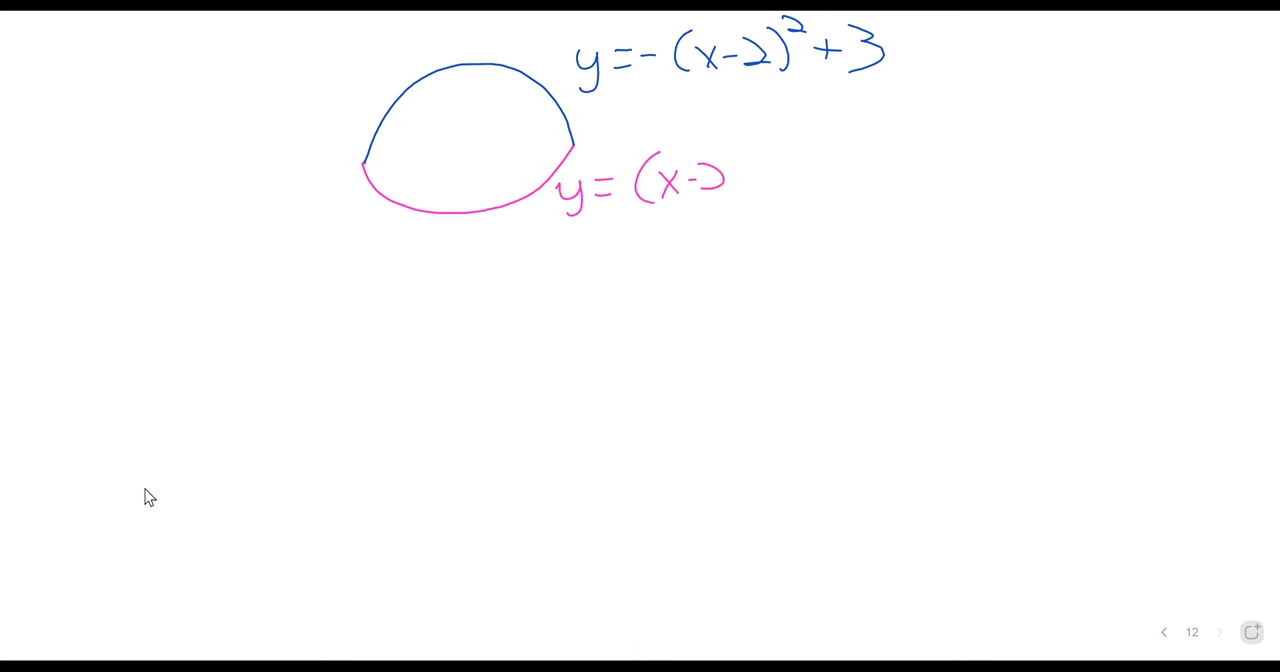 y = - (x-2)² + 3
y = (x-
12